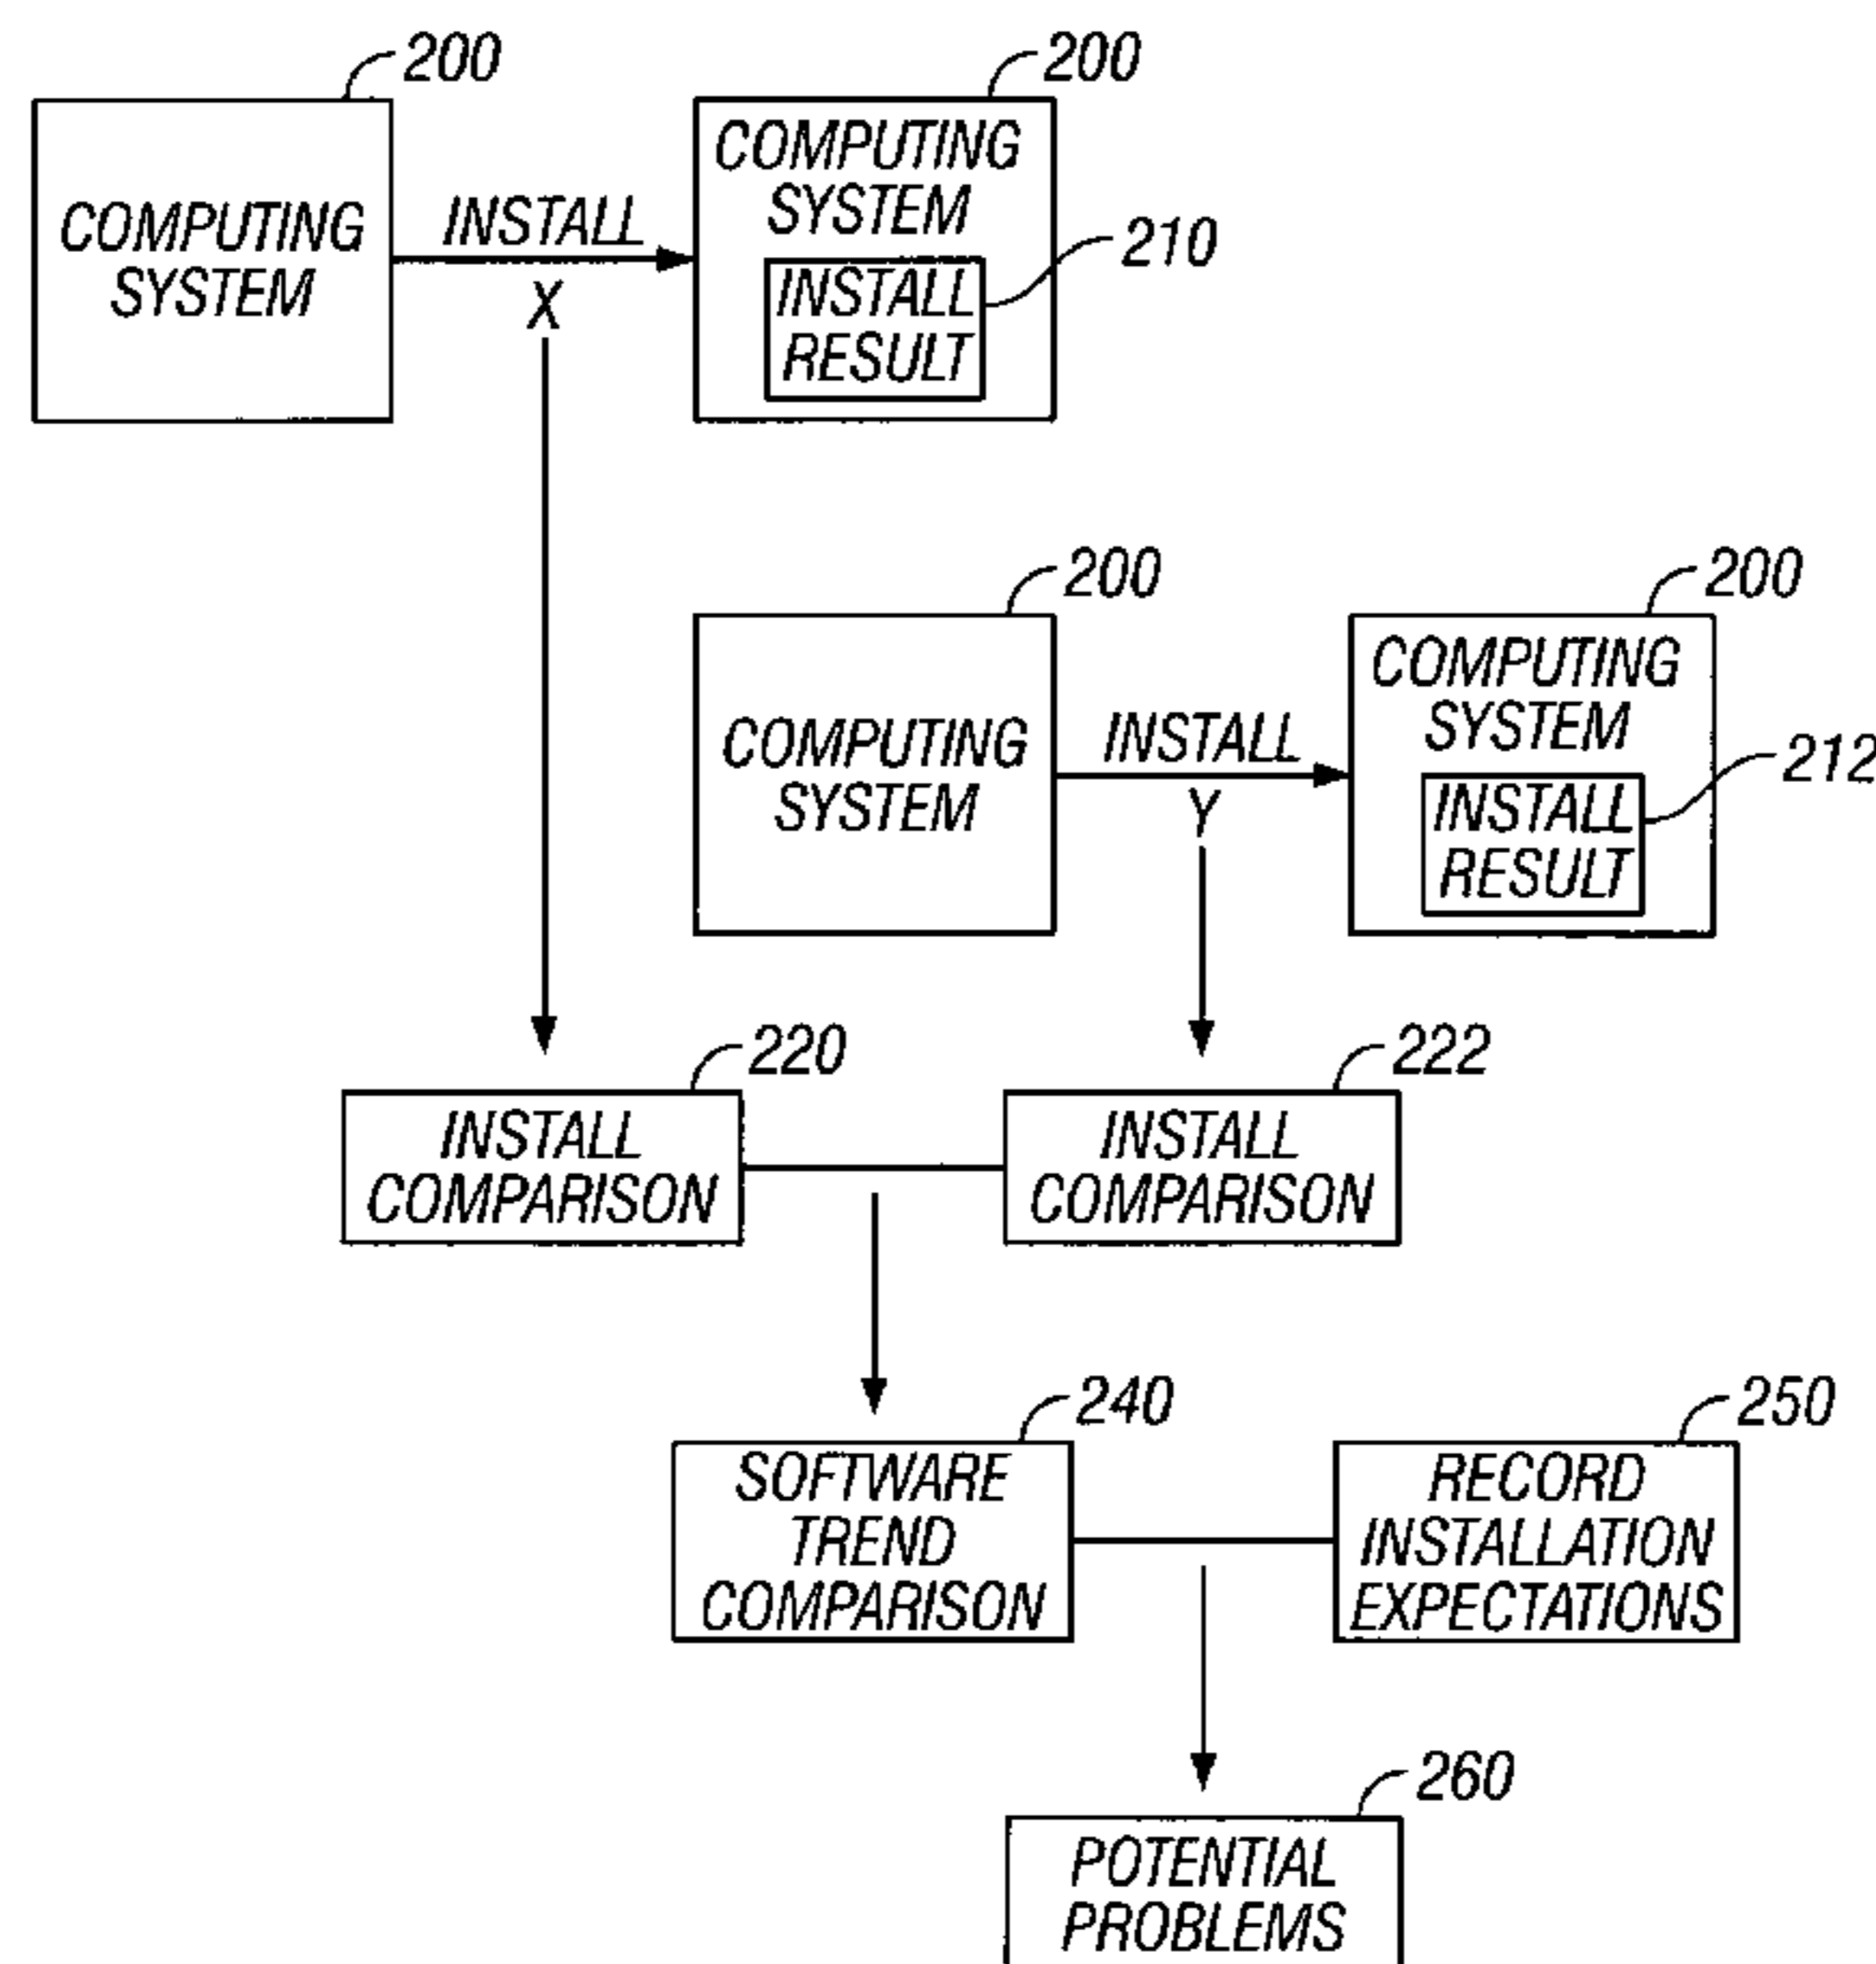 200
200
COMPUTING
SYSTEM
INSTALL
X
COMPUTING
SYSTEM
INSTALL
RESULT
210
200
200
COMPUTING
SYSTEM
INSTALL
Y
COMPUTING
SYSTEM
INSTALL
RESULT
212
220
222
INSTALL
COMPARISON
INSTALL
COMPARISON
240
250
SOFTWARE
TREND
COMPARISON
RECORD
INSTALLATION
EXPECTATIONS
260
POTENTIAL
PROBLEMS